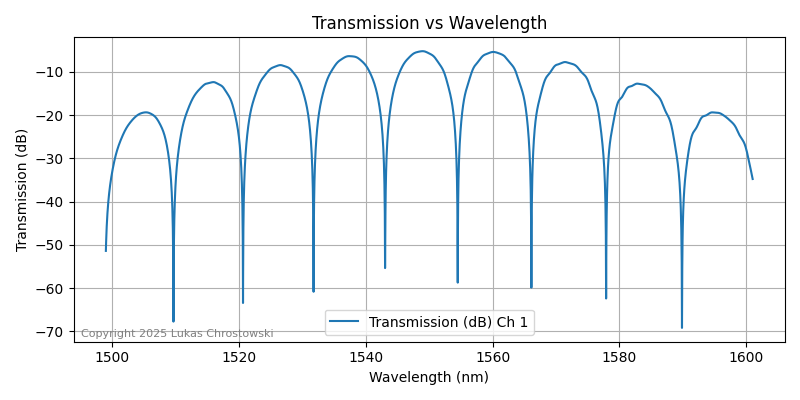 Transmission vs Wavelength
Transmission (dB)
−10
−20
−30
−40
−50
−60
−70
Transmission (dB) Ch 1
Copyright 2025 Lukas Chrostowski
1500
1520
1540
1560
1580
1600
Wavelength (nm)